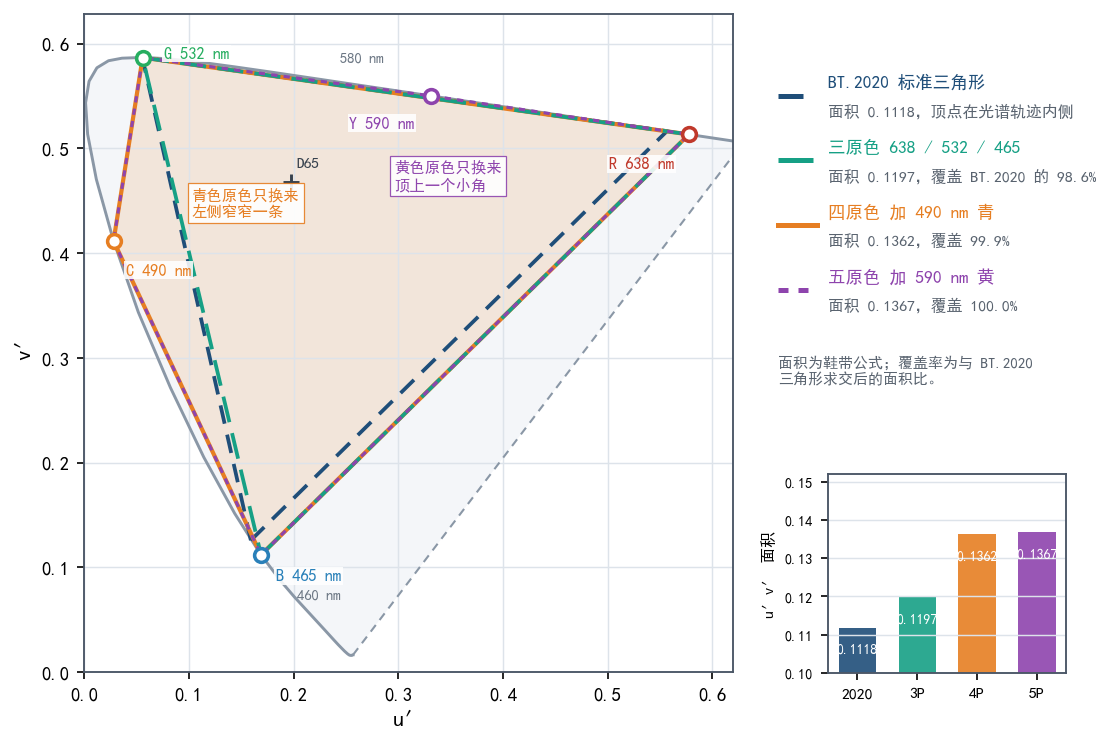 0.6
0.5
0.4
0.3
0.2
0.1
0.0
v′
0.0
0.1
0.2
0.3
0.4
0.5
0.6
u′
G 532 nm
580 nm
Y 590 nm
R 638 nm
D65
黄色原色只换来
顶上一个小角
青色原色只换来
左侧窄窄一条
C 490 nm
B 465 nm
460 nm
BT.2020 标准三角形
面积 0.1118，顶点在光谱轨迹内侧
三原色 638 / 532 / 465
面积 0.1197，覆盖 BT.2020 的 98.6%
四原色 加 490 nm 青
面积 0.1362，覆盖 99.9%
五原色 加 590 nm 黄
面积 0.1367，覆盖 100.0%
面积为鞋带公式；覆盖率为与 BT.2020
三角形求交后的面积比。
0.15
0.14
0.13
0.12
0.11
0.10
u′v′ 面积
0.1118
0.1197
0.1362
0.1367
2020
3P
4P
5P